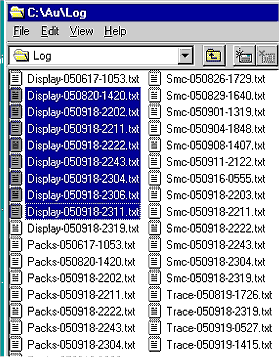 C:\Au\Log
File Edit View Help
Log
Display-050617-1053.txt
Display-050820-1420.txt
Display-050918-2202.txt
Display-050918-2211.txt
Display-050918-2222.txt
Display-050918-2243.txt
Display-050918-2304.txt
Display-050918-2306.txt
Display-050918-2311.txt
Display-050918-2319.txt
Packs-050617-1053.txt
Packs-050820-1420.txt
Packs-050918-2202.txt
Packs-050918-2211.txt
Packs-050918-2222.txt
Packs-050918-2243.txt
Packs-050918-2304.txt
Smc-050826-1729.txt
Smc-050829-1640.txt
Smc-050901-1319.txt
Smc-050904-1848.txt
Smc-050908-1407.txt
Smc-050911-2122.txt
Smc-050916-0555.txt
Smc-050918-2203.txt
Smc-050918-2211.txt
Smc-050918-2243.txt
Smc-050918-2304.txt
Smc-050918-2319.txt
Trace-050819-1726.txt
Trace-050918-2319.txt
Trace-050919-0527.txt
Trace-050919-1415.txt